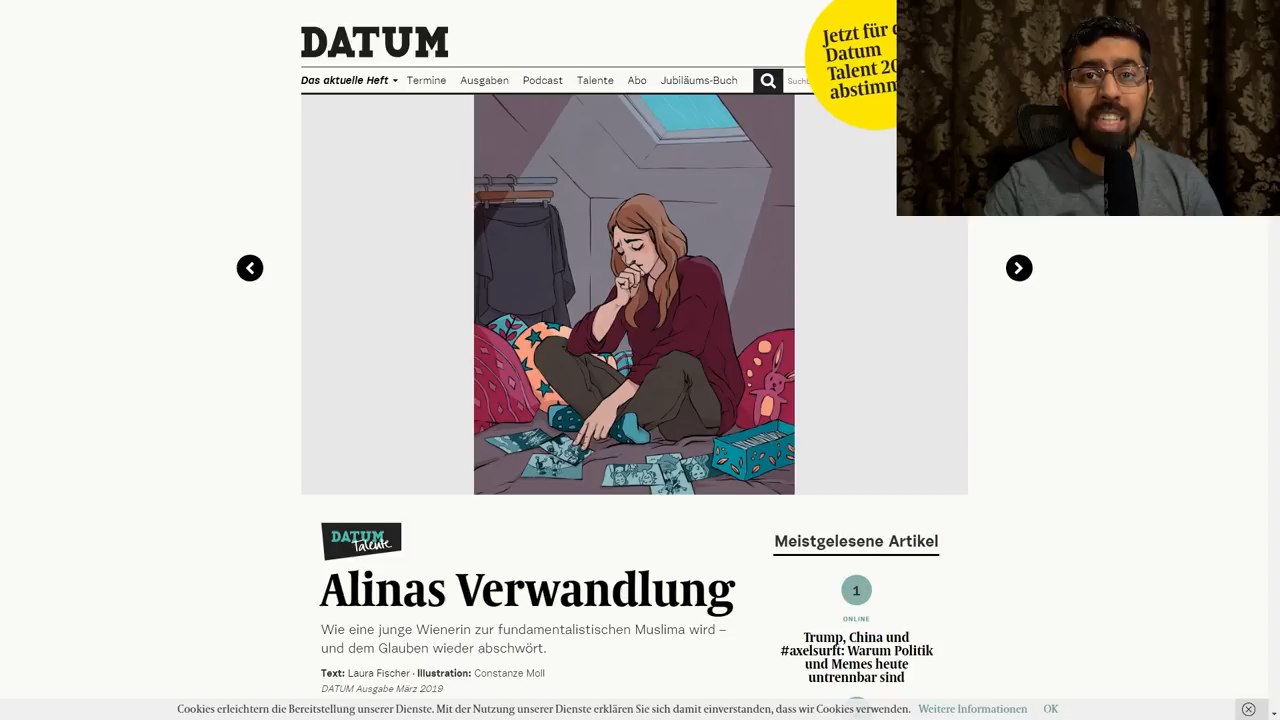 DATUM
Jetzt für
Datum
Talent
Das aktuelle Heft Termine Ausgaben Podcast Talente Abo Jubiläums-Buch
DATUM
Talente
Alinas Verwandlung
Wie eine junge Wienerin zur fundamentalistischen Muslima wird –
und dem Glauben wieder abschwört.
Text: Laura Fischer · Illustration: Constanze Moll
DATUM Ausgabe März 2019
Meistgelesene Artikel
1
ONLINE
Trump, China und
#axelsurft: Warum Politik
und Memes heute
untrennbar sind
Cookies erleichtern die Bereitstellung unserer Dienste. Mit der Nutzung unserer Dienste erklären Sie sich damit einverstanden, dass wir Cookies verwenden. Weitere Informationen OK